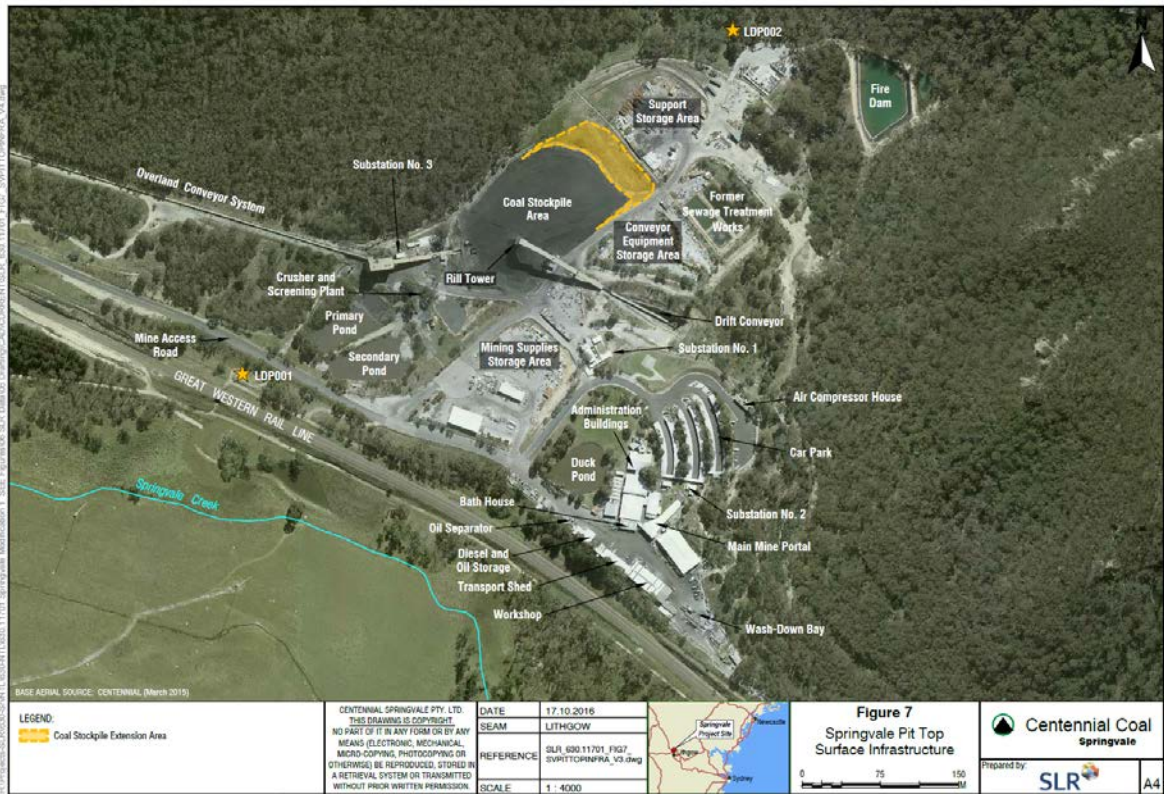 LDP002
Fire
Dam
Support
Storage Area
Substation No. 3
Overland Conveyor System
Coal Stockpile
Area
Former
Sewage Treatment
Works
Conveyor
Equipment
Storage Area
Rill Tower
Crusher and
Screening Plant
Primary
Pond
Drift Conveyor
Mine Access
Road
Secondary
Pond
Mining Supplies
Storage Area
Substation No. 1
LDP001
GREAT WESTERN RAIL LINE
Air Compressor House
Administration
Buildings
Car Park
Duck
Pond
Springvale Creek
Bath House
Substation No. 2
Oil Separator
Main Mine Portal
Diesel and
Oil Storage
Transport Shed
Workshop
Wash-Down Bay
BASE AERIAL SOURCE: CENTENNIAL (March 2015)
LEGEND:
Coal Stockpile Extension Area
CENTENNIAL SPRINGVALE PTY. LTD.
THIS DRAWING IS COPYRIGHT.
NO PART OF IT IN ANY FORM OR BY ANY
MEANS (ELECTRONIC, MECHANICAL,
MICRO-COPYING, PHOTOCOPYING OR
OTHERWISE) BE REPRODUCED, STORED IN
A RETRIEVAL SYSTEM OR TRANSMITTED
WITHOUT PRIOR WRITTEN PERMISSION.
DATE 17.10.2016
SEAM LITHGOW
REFERENCE SLR_630.11701_FIG7_
SVPITTOPINFRA_V3.dwg
SCALE 1 : 4000
Springvale
Project Site
Newcastle
Lithgow
Sydney
Figure 7
Springvale Pit Top
Surface Infrastructure
0 75 150
M
Centennial Coal
Springvale
Prepared by:
SLR
A4